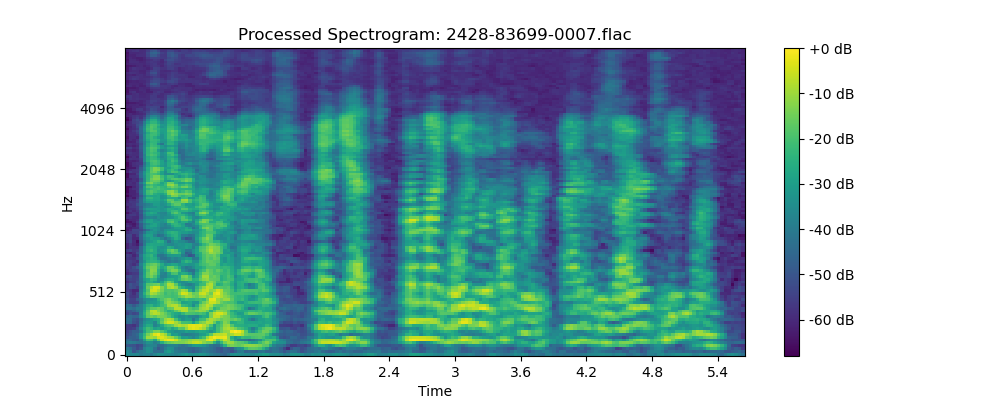 Processed Spectrogram: 2428-83699-0007.flac
Hz
4096
2048
1024
512
0
0 0.6 1.2 1.8 2.4 3 3.6 4.2 4.8 5.4
Time
+0 dB
-10 dB
-20 dB
-30 dB
-40 dB
-50 dB
-60 dB